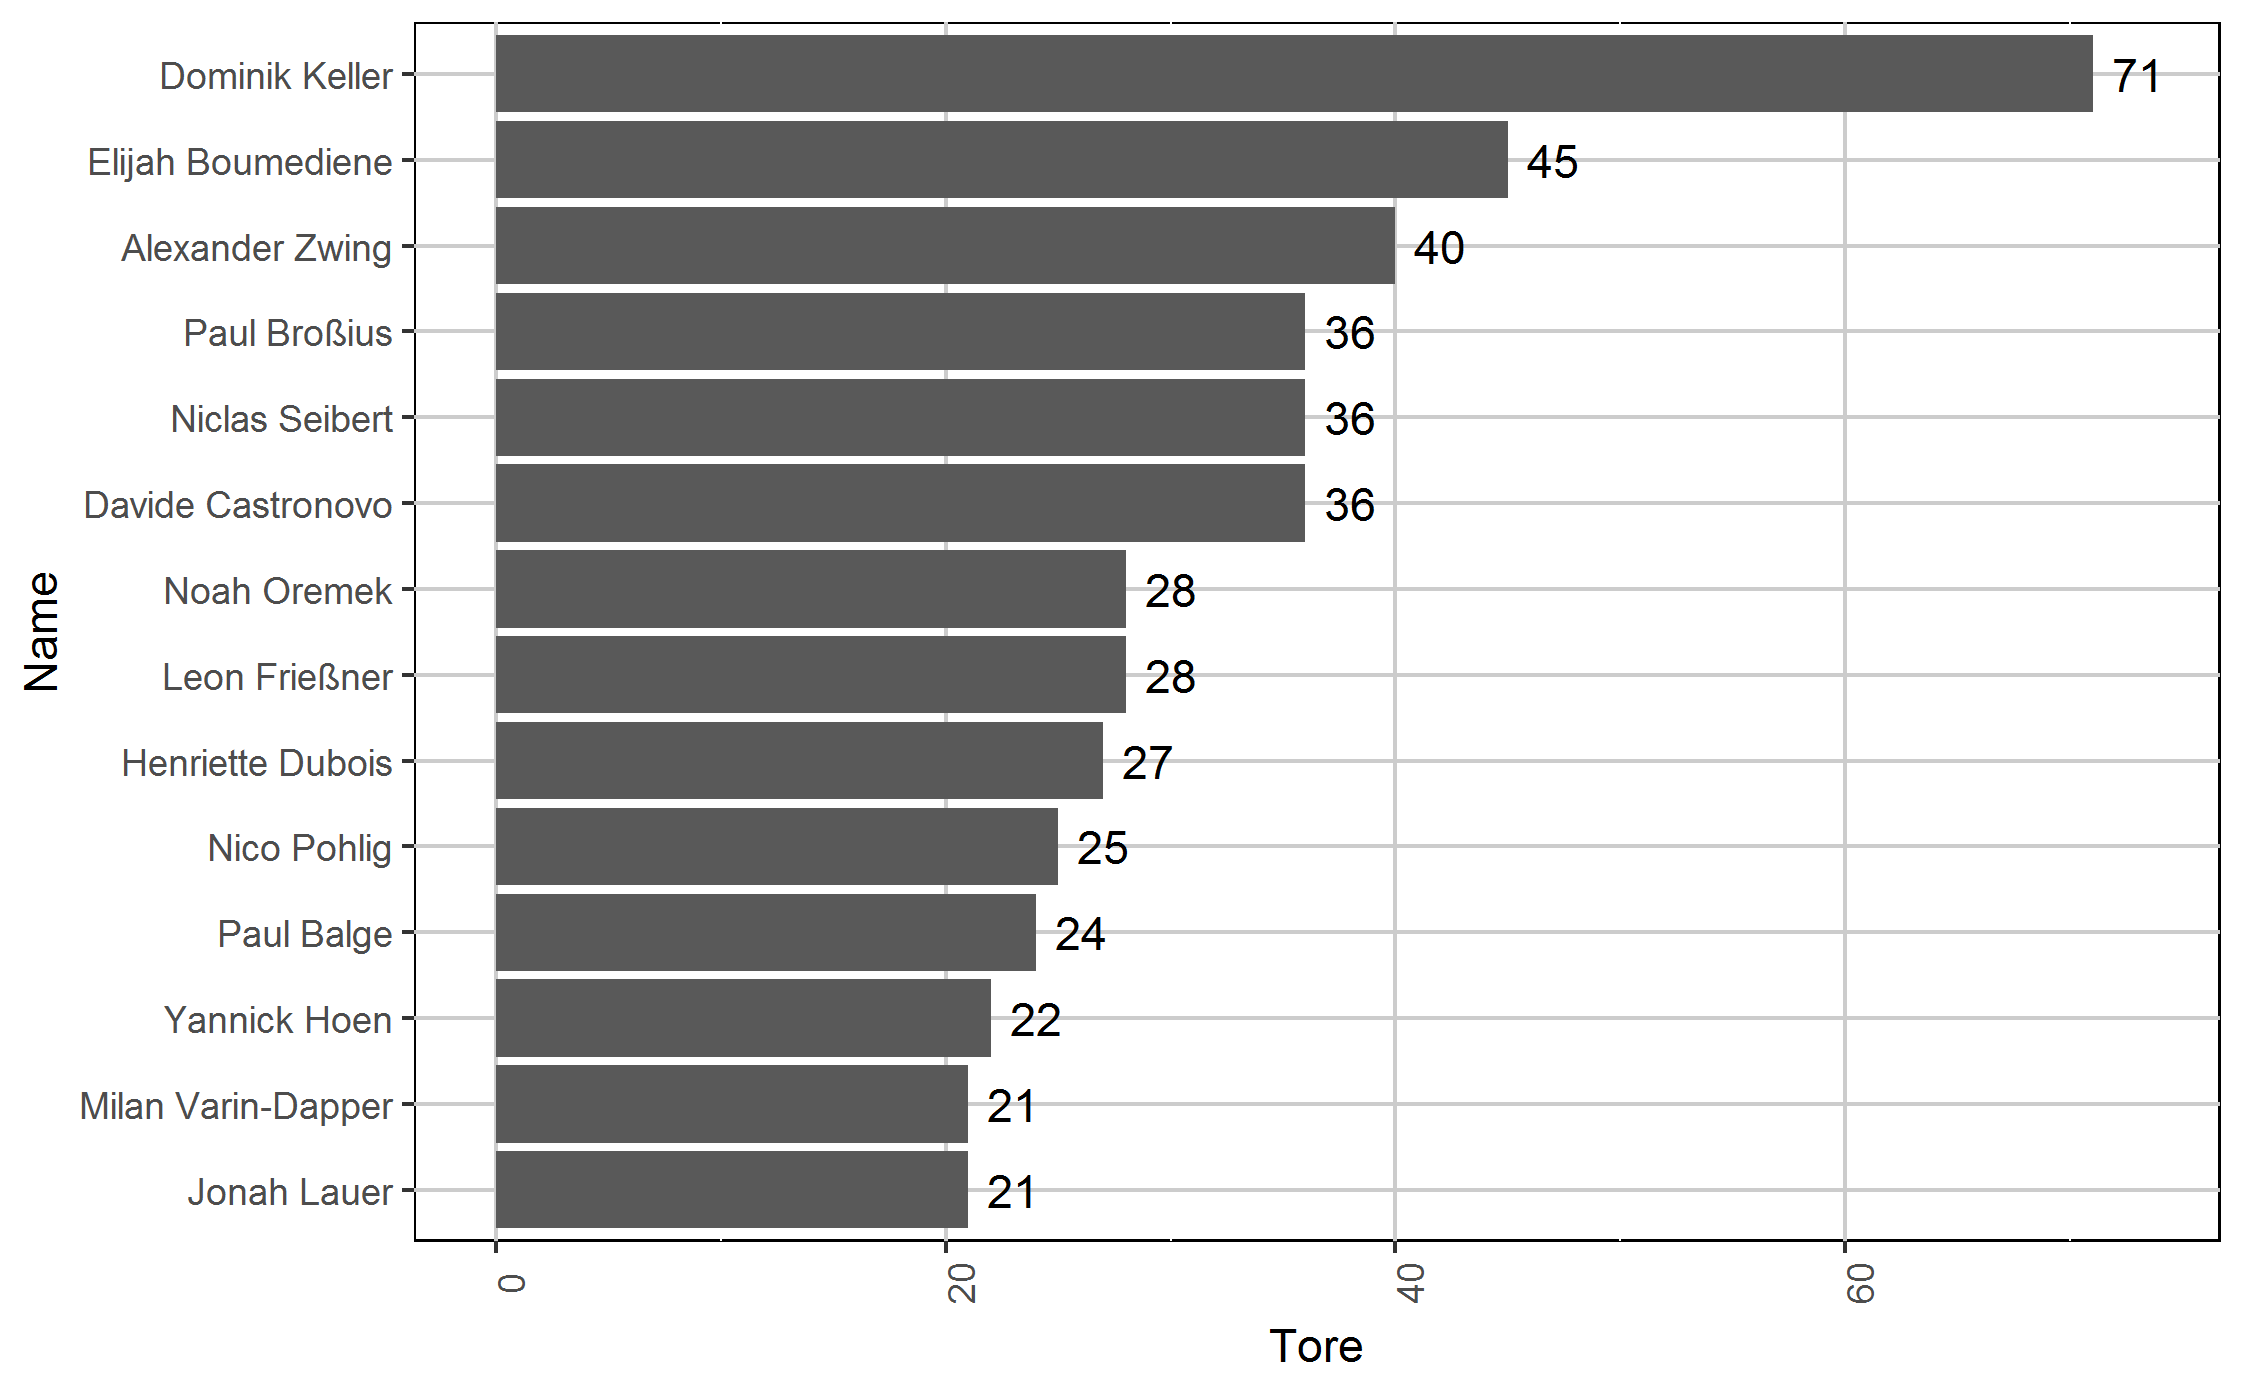 Dominik Keller 71
Elijah Boumediene 45
Alexander Zwing 40
Paul Broßius 36
Niclas Seibert 36
Davide Castronovo 36
Noah Oremek 28
Leon Frießner 28
Henriette Dubois 27
Nico Pohlig 25
Paul Balge 24
Yannick Hoen 22
Milan Varin-Dapper 21
Jonah Lauer 21
Name
0 20 40 60
Tore